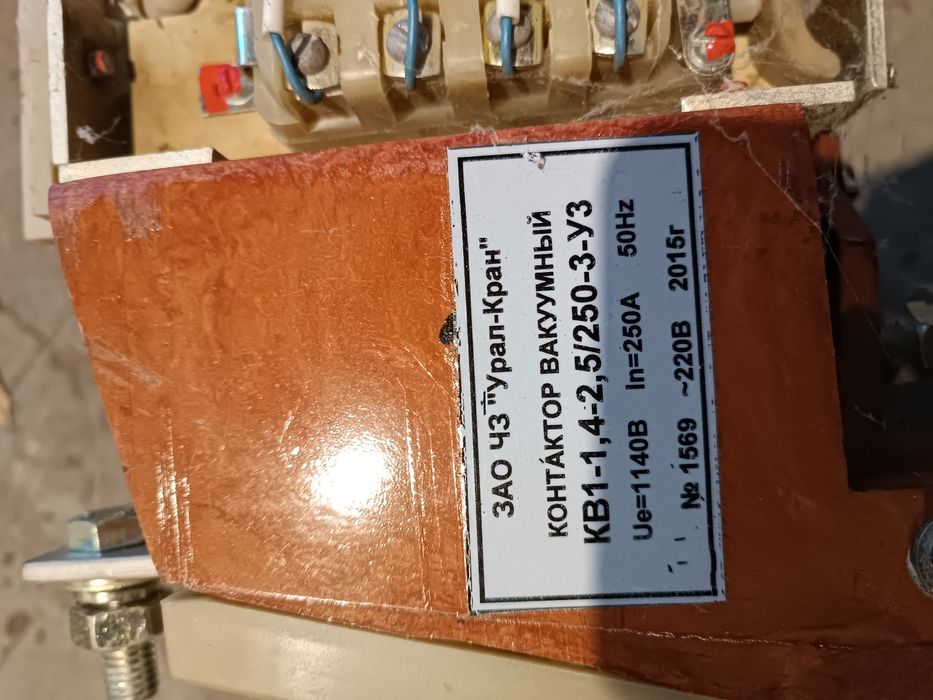 ЗАО ЧЗ "Урал-Кран"
КОНТАКТОР ВАКУУМНЫЙ
КВ1-1,4-2,5/250-3-У3
Ue=1140В In=250А 50Hz
№ 1569 ~220В 2015г